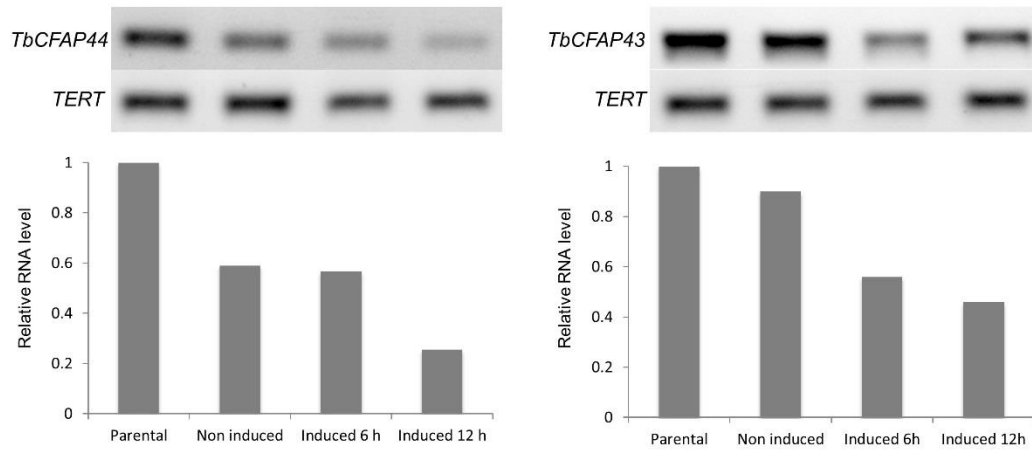 TbCFAP44
TERT
Relative RNA level
1
0.8
0.6
0.4
0.2
0
Parental Non induced Induced 6 h Induced 12 h
TbCFAP43
TERT
Relative RNA level
1
0.8
0.6
0.4
0.2
0
Parental Non induced Induced 6h Induced 12h